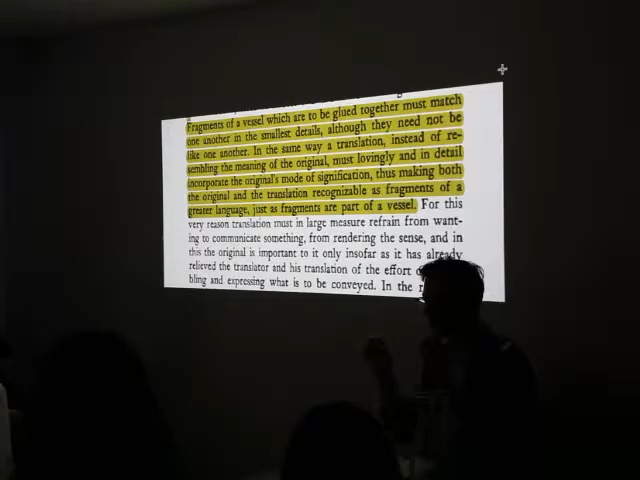 Fragments of a vessel which are to be glued together must match
one another in the smallest details, although they need not be
like one another. In the same way a translation, instead of re-
sembling the meaning of the original, must lovingly and in detail
incorporate the original's mode of signification, thus making both
the original and the translation recognizable as fragments of a
greater language, just as fragments are part of a vessel. For this
very reason translation must in large measure refrain from want-
ing to communicate something, from rendering the sense, and in
this the original is important to it only insofar as it has already
relieved the translator and his translation of the effort
bling and expressing what is to be conveyed. In the